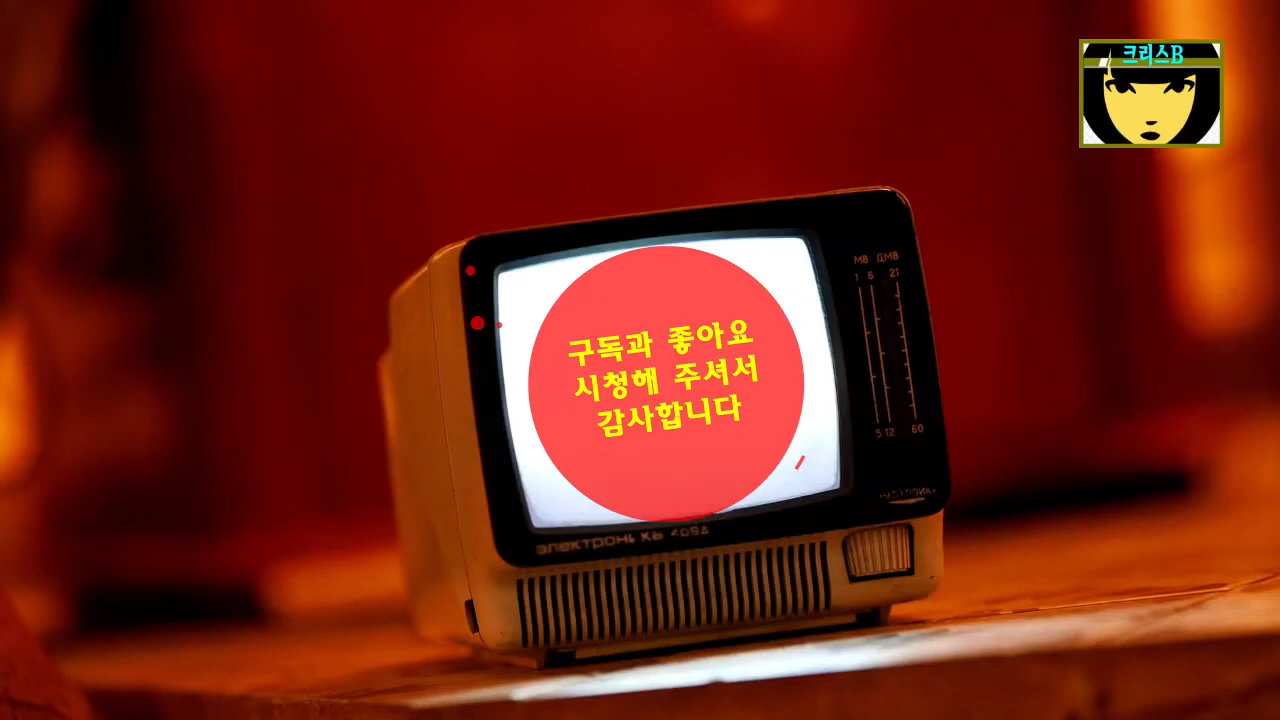 크리스B
МВ ДМВ
1 6 21
구독과 좋아요
시청해 주셔서
감사합니다
5 12 60
электроника 409д